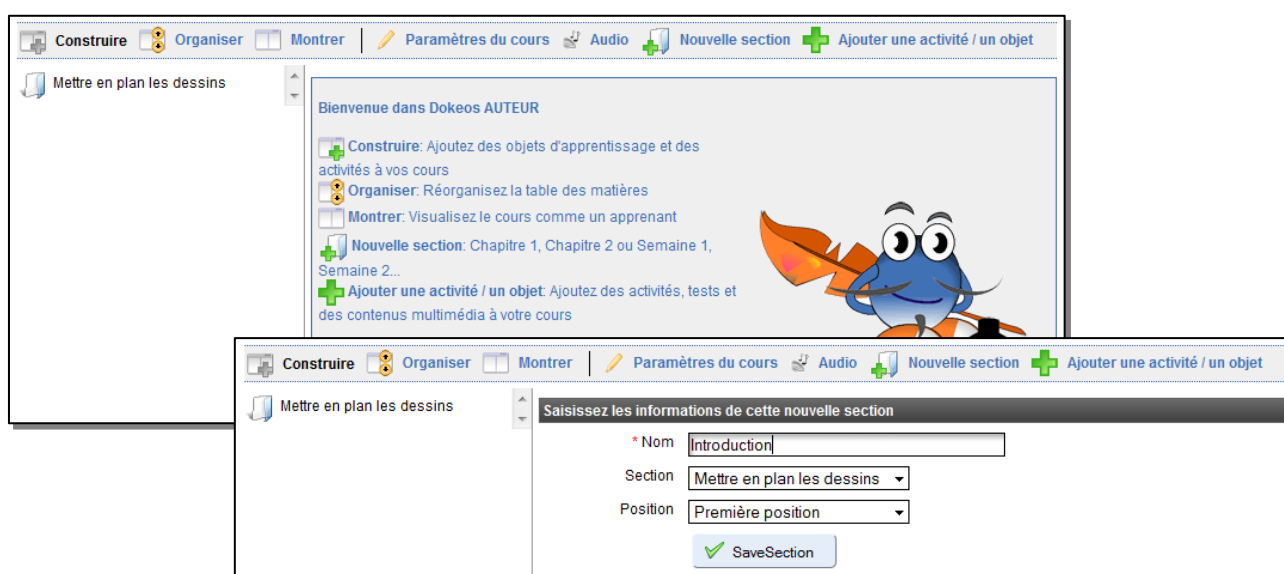 Construire Organiser Montrer Paramètres du cours Audio Nouvelle section Ajouter une activité / un objet
Mettre en plan les dessins
Bienvenue dans Dokeos AUTEUR
Construire: Ajoutez des objets d'apprentissage et des
activités à vos cours
Organiser: Réorganisez la table des matières
Montrer: Visualisez le cours comme un apprenant
Nouvelle section: Chapitre 1, Chapitre 2 ou Semaine 1,
Semaine 2...
Ajouter une activité / un objet: Ajoutez des activités, tests et
des contenus multimédia à votre cours
Construire Organiser Montrer Paramètres du cours Audio Nouvelle section Ajouter une activité / un objet
Mettre en plan les dessins
Saisissez les informations de cette nouvelle section
* Nom Introduction
Section Mettre en plan les dessins
Position Première position
SaveSection